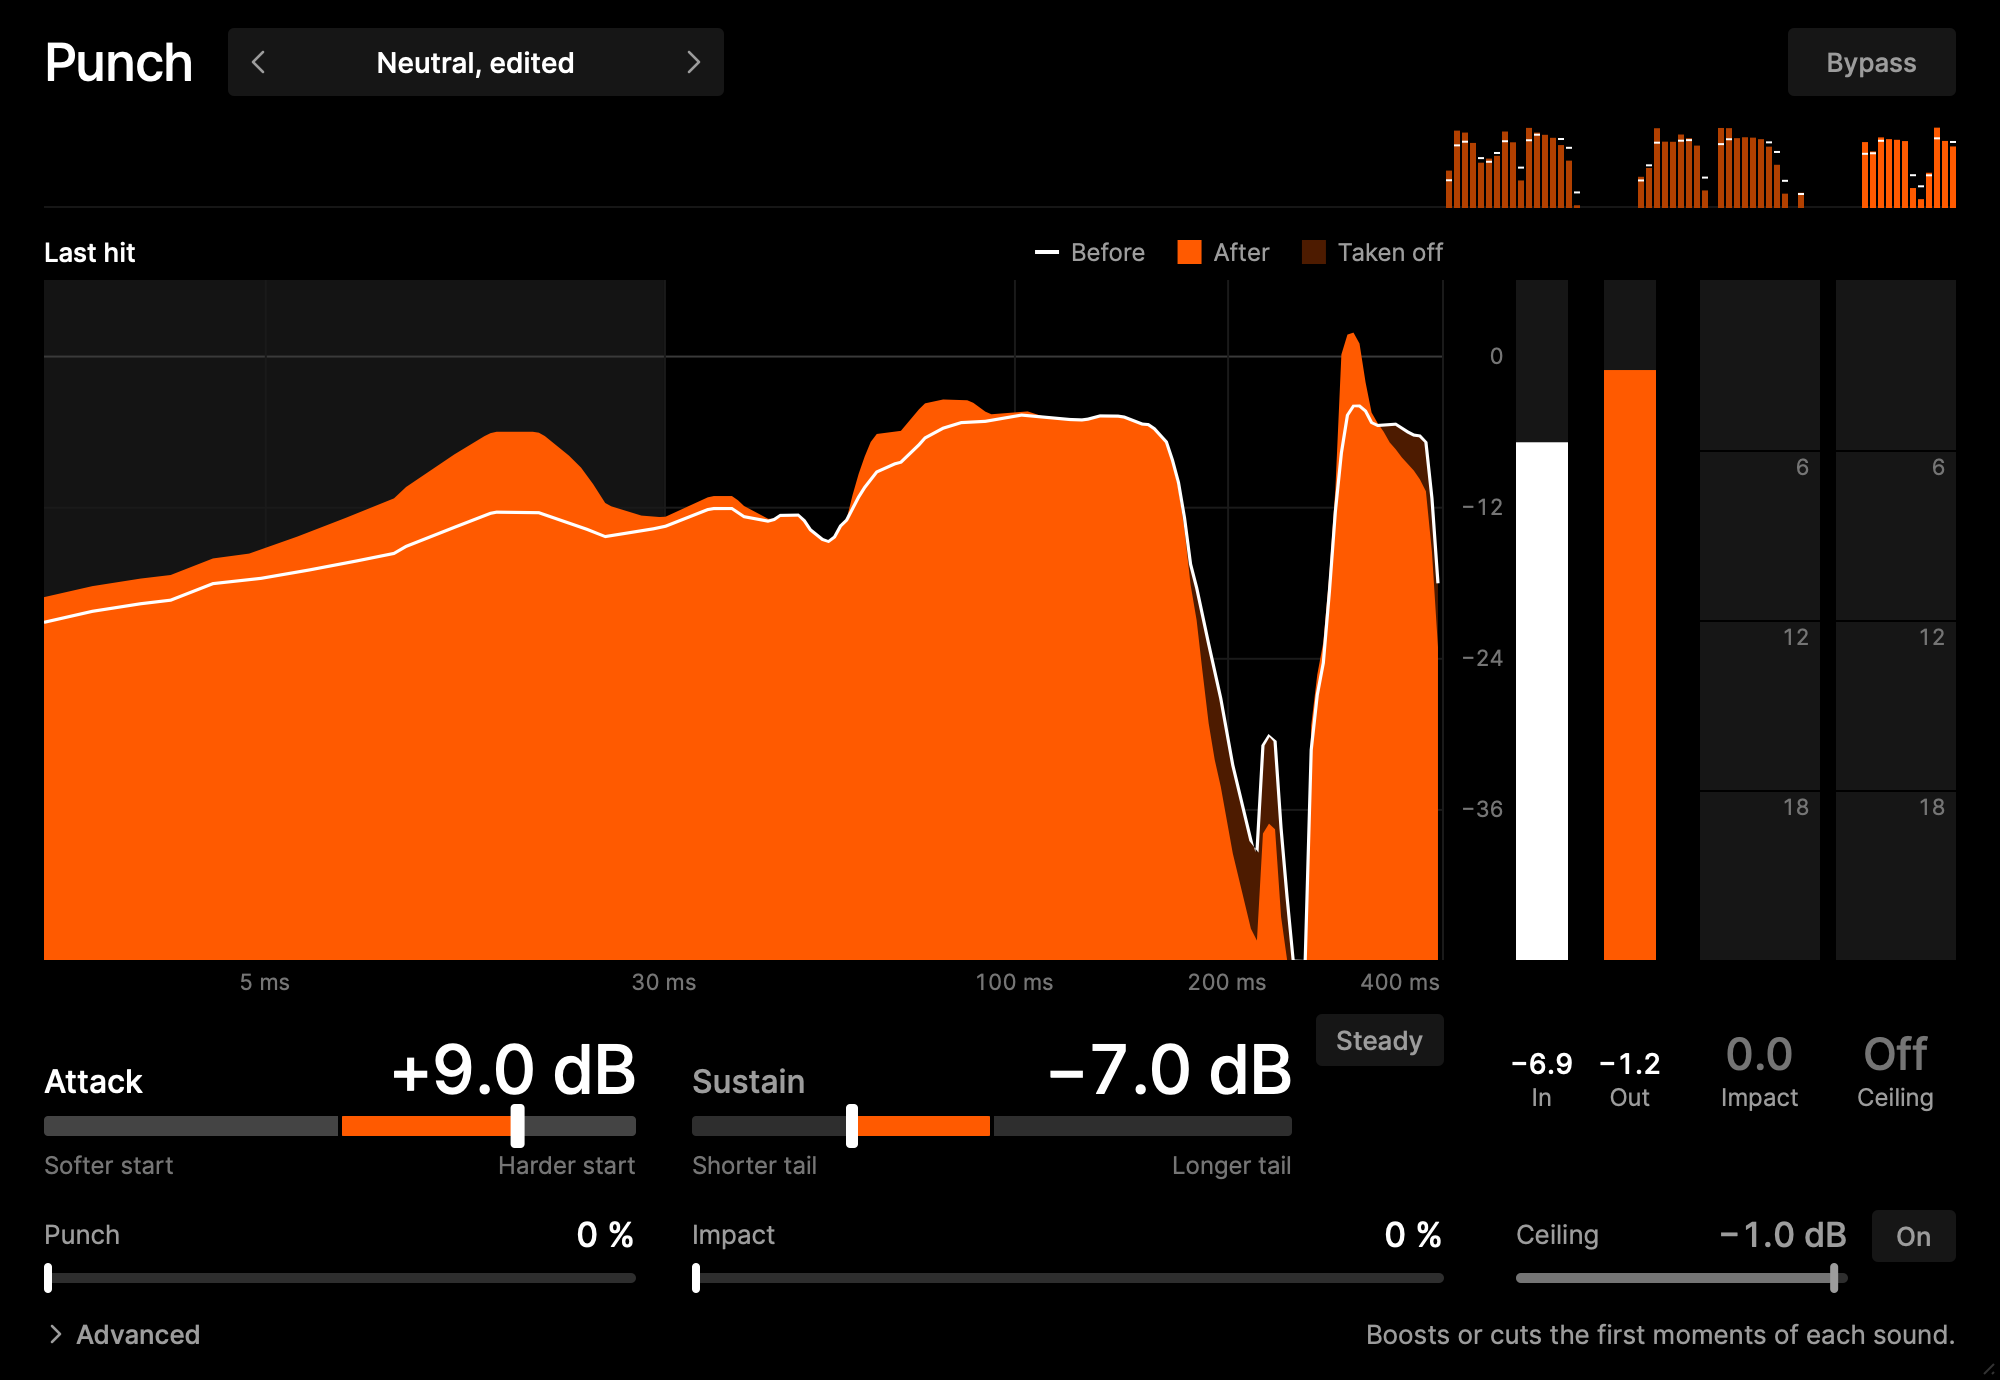 Punch
Neutral, edited
Bypass
Last hit
Before
After
Taken off
0
−12
−24
−36
6
12
18
6
12
18
5 ms
30 ms
100 ms
200 ms
400 ms
Attack
+9.0 dB
Softer start
Harder start
Sustain
−7.0 dB
Steady
Shorter tail
Longer tail
−6.9
In
−1.2
Out
0.0
Impact
Off
Ceiling
Punch
0 %
Impact
0 %
Ceiling
−1.0 dB
On
Advanced
Boosts or cuts the first moments of each sound.